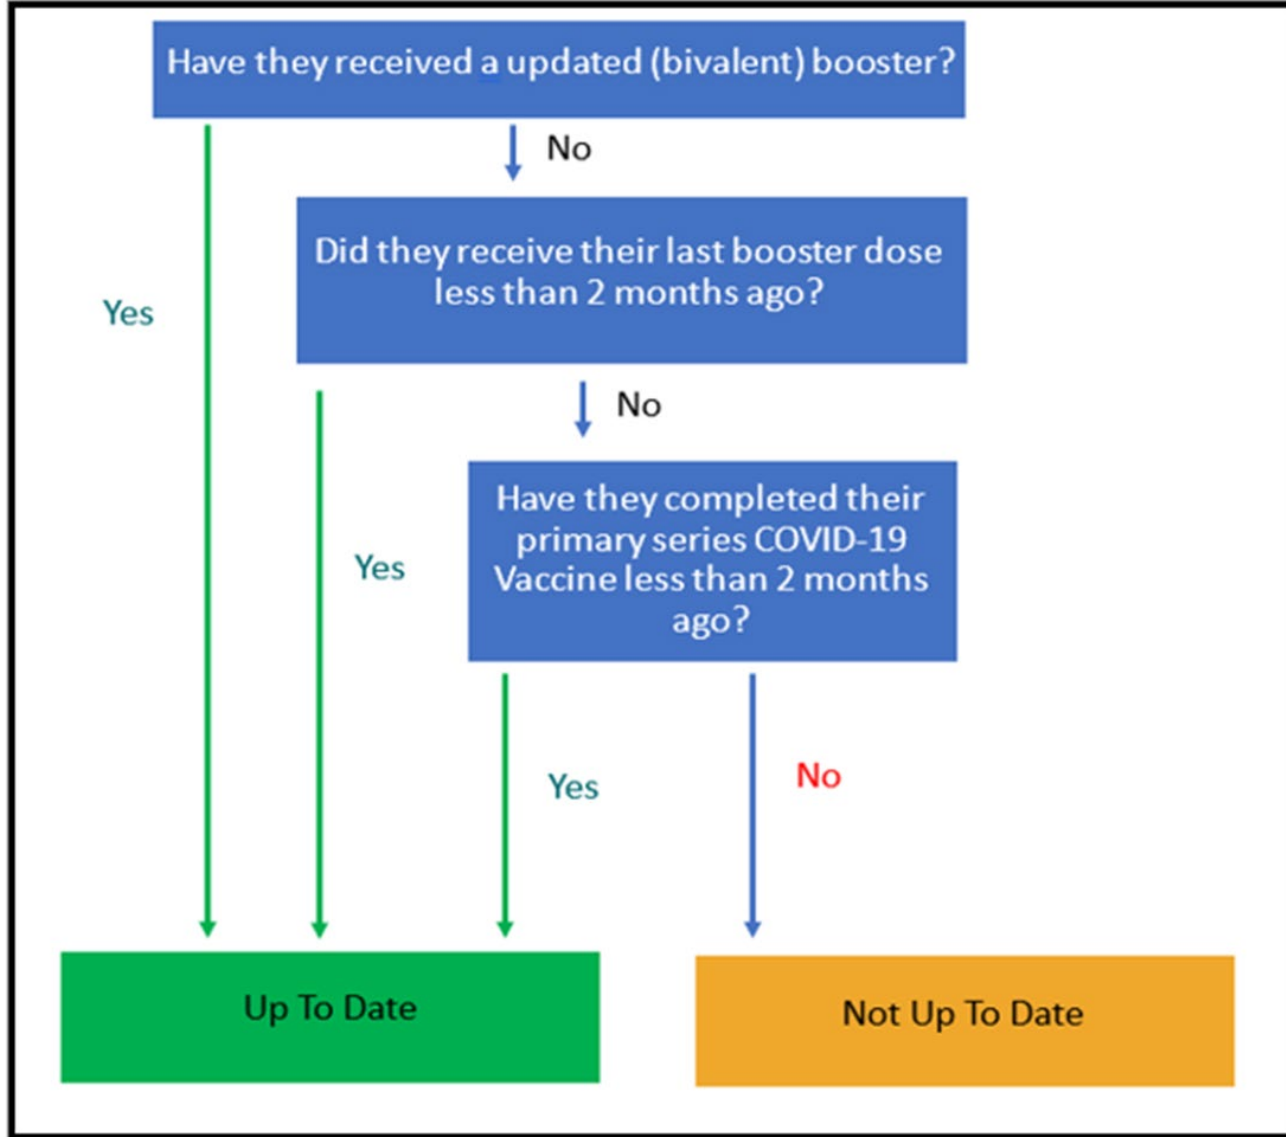 Have they received a updated (bivalent) booster?
No
Did they receive their last booster dose
less than 2 months ago?
Yes
No
Have they completed their
primary series COVID-19
Vaccine less than 2 months
ago?
Yes
Yes
No
Up To Date
Not Up To Date